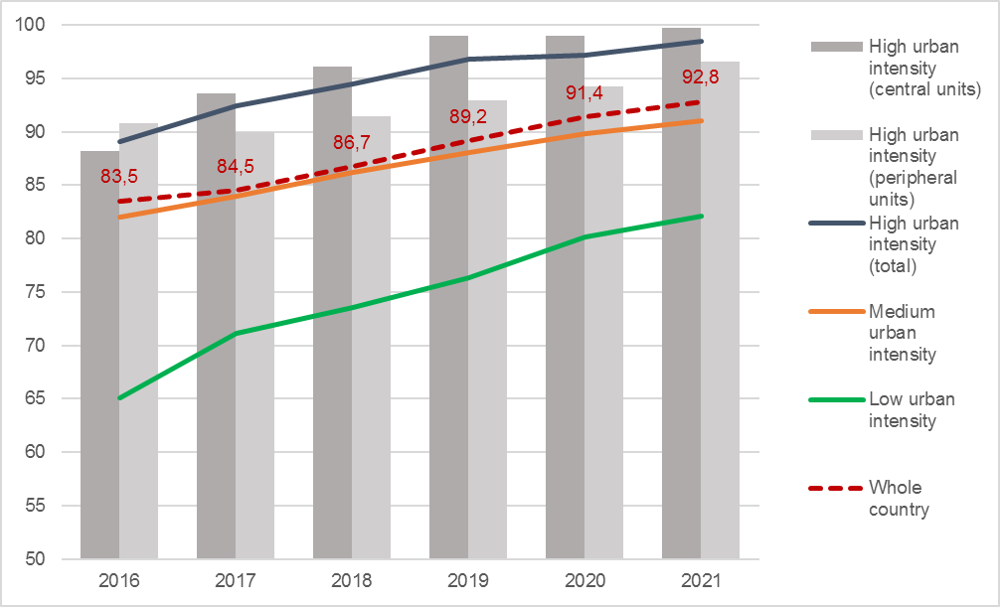 100
95
90
85
80
75
70
65
60
55
50
83,5
84,5
86,7
89,2
91,4
92,8
2016 2017 2018 2019 2020 2021
High urban
intensity
(central units)
High urban
intensity
(peripheral
units)
High urban
intensity
(total)
Medium
urban
intensity
Low urban
intensity
Whole
country